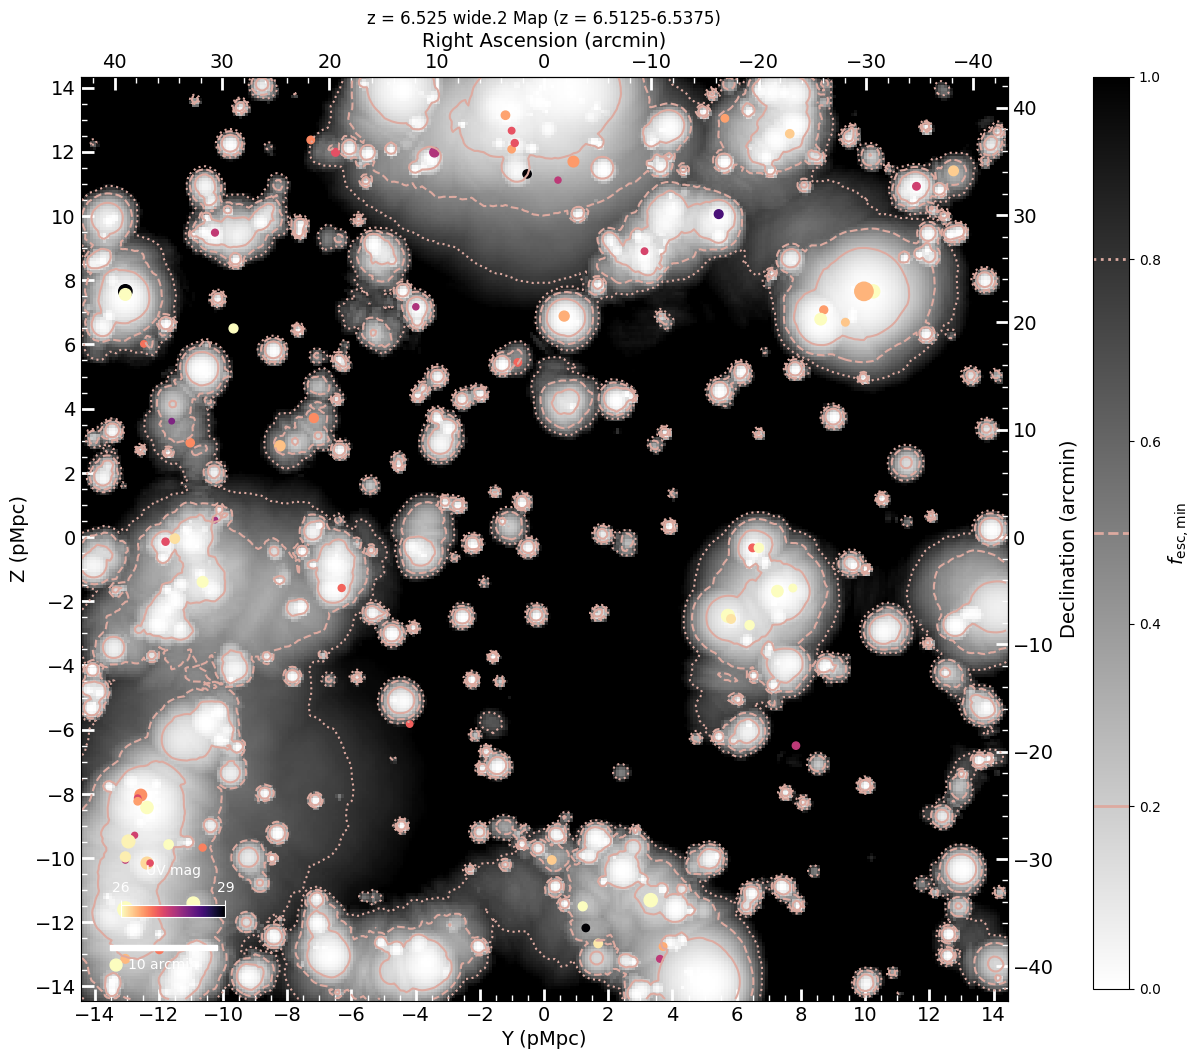 z = 6.525 wide.2 Map (z = 6.5125-6.5375)
Right Ascension (arcmin)
40 30 20 10 0 −10 −20 −30 −40
14 12 10 8 6 4 2 0 −2 −4 −6 −8 −10 −12 −14
Z (pMpc)
UV mag
26 29
10 arcmin
−14 −12 −10 −8 −6 −4 −2 0 2 4 6 8 10 12 14
Y (pMpc)
40 30 20 10 0 −10 −20 −30 −40
Declination (arcmin)
1.0 0.8 0.6 0.4 0.2 0.0
fesc,min